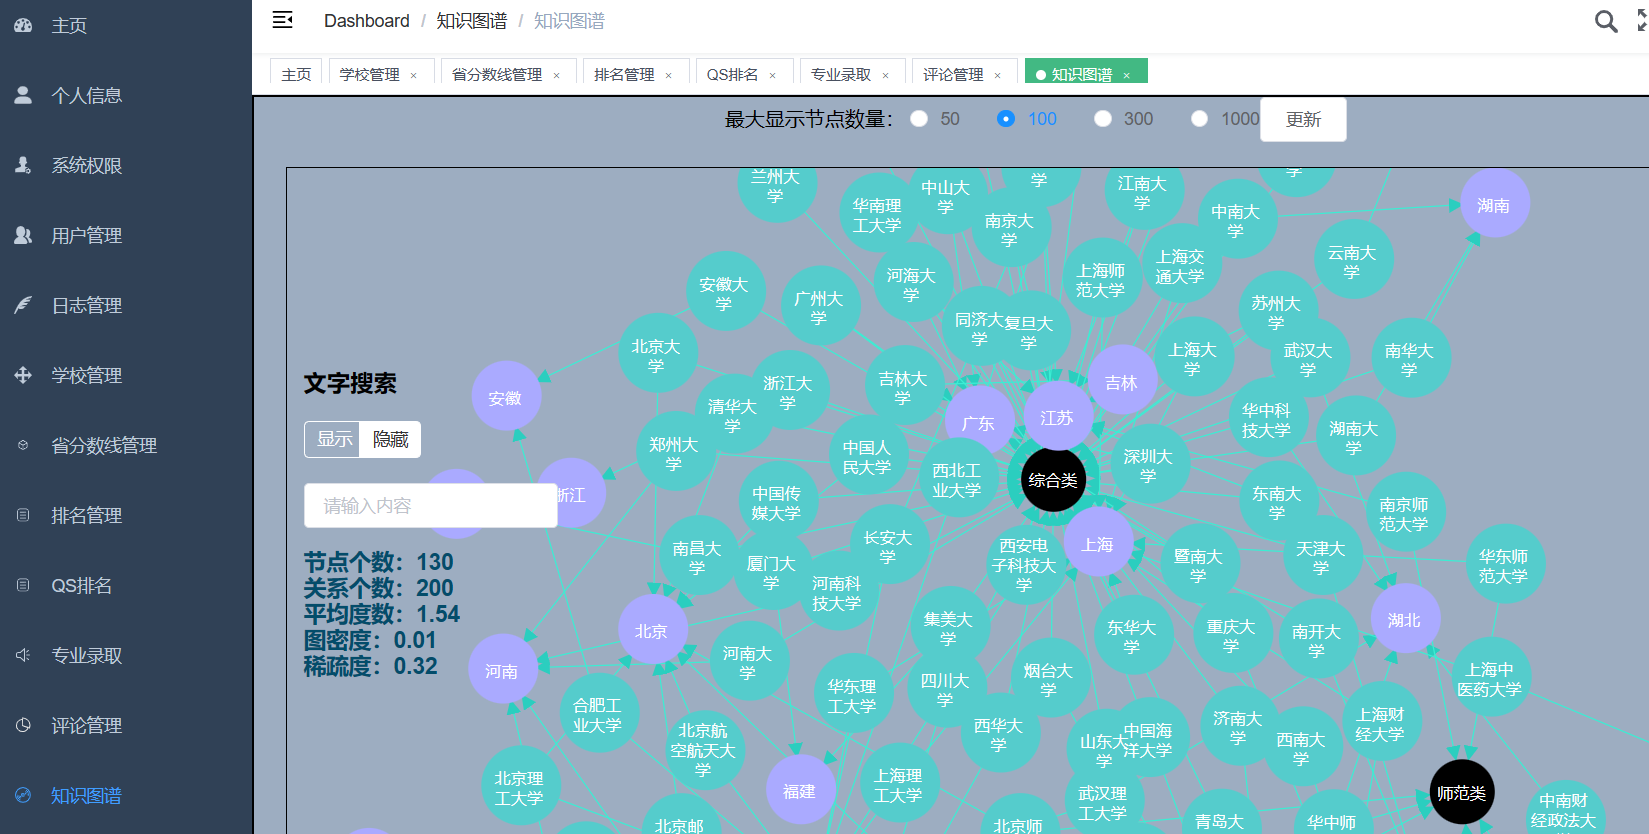 主页
个人信息
系统权限
用户管理
日志管理
学校管理
省分数线管理
排名管理
QS排名
专业录取
评论管理
知识图谱
Dashboard / 知识图谱 / 知识图谱
主页 学校管理 × 省分数线管理 × 排名管理 × QS排名 × 专业录取 × 评论管理 × 知识图谱 ×
最大显示节点数量: 50 100 300 1000 更新
文字搜索
显示 隐藏
请输入内容
节点个数：130
关系个数：200
平均度数：1.54
图密度：0.01
稀疏度：0.32
兰州大
学
华南理
工大学
中山大
学
学
南京大
学
江南大
学
中南大
学
学
湖南
云南大
学
安徽大
学
广州大
学
河海大
学
上海师
范大学
上海交
通大学
苏州大
学
同济大
学
复旦大
学
北京大
学
浙江大
学
吉林大
学
上海大
学
武汉大
学
南华大
学
安徽
清华大
学
广东
江苏
吉林
华中科
技大学
湖南大
学
郑州大
学
中国人
民大学
西北工
业大学
综合类
深圳大
学
浙江
中国传
媒大学
东南大
学
南京师
范大学
南昌大
学
厦门大
学
长安大
学
河南科
技大学
西安电
子科技大
学
上海
暨南大
学
天津大
学
华东师
范大学
北京
集美大
学
东华大
学
重庆大
学
南开大
学
湖北
河南
河南大
学
华东理
工大学
四川大
学
烟台大
学
上海中
医药大学
合肥工
业大学
北京航
空航天大
学
西华大
学
山东大
学
中国海
洋大学
济南大
学
西南大
学
上海财
经大学
北京理
工大学
福建
上海理
工大学
武汉理
工大学
师范类
北京邮
北京师
青岛大
华中师
中南财
经政法大